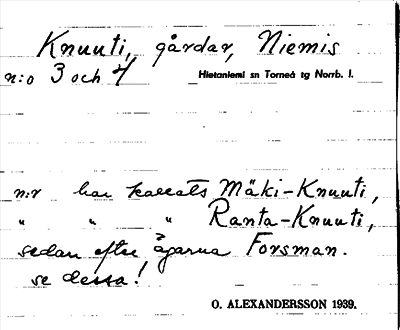 Knuuti, gårdar, Niemis
n:o 3 och 4 Hietaniemi sn Torneå tg Norrb. l.
n:r har kallats Mäki-Knuuti,
" " " Ranta-Knuuti,
sedan efter ägarna Forsman.
se dessa!
O. ALEXANDERSSON 1939.